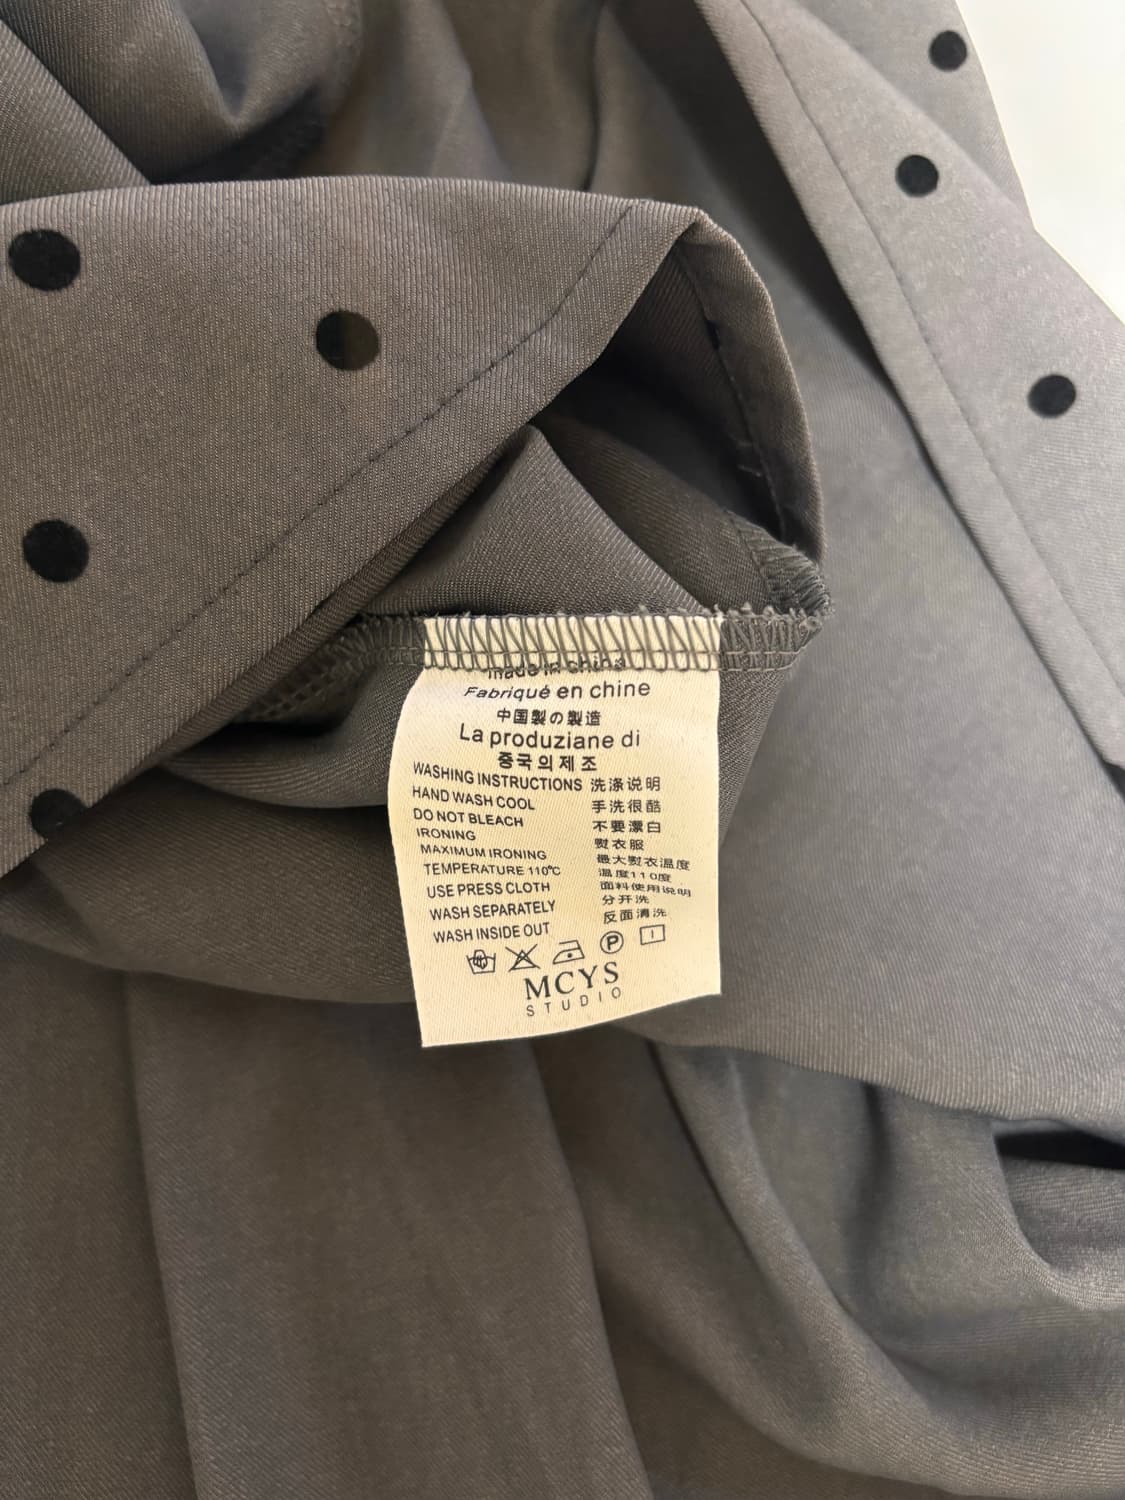 made in china
Fabriqué en chine
中国製の製造
La produziane di
중국의제조
WASHING INSTRUCTIONS 洗涤说明
HAND WASH COOL 手洗很酷
DO NOT BLEACH 不要漂白
IRONING 熨衣服
MAXIMUM IRONING 最大熨衣温度
TEMPERATURE 110℃ 温度110度
USE PRESS CLOTH 面料使用说明
WASH SEPARATELY 分开洗
WASH INSIDE OUT 反面清洗
P
MCYS
STUDIO